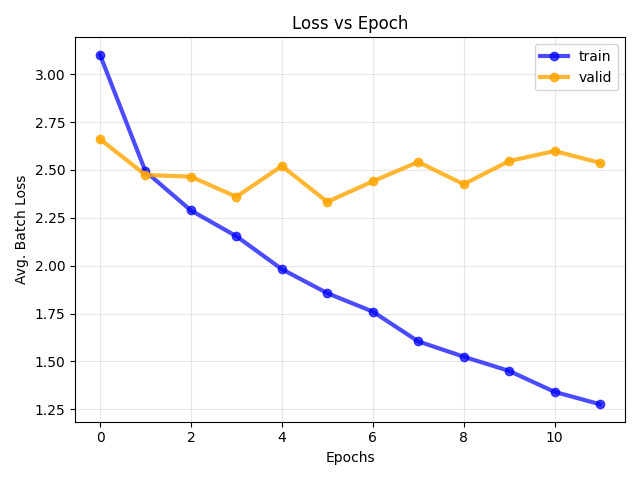 Loss vs Epoch
train
valid
3.00
2.75
2.50
2.25
2.00
1.75
1.50
1.25
Avg. Batch Loss
0 2 4 6 8 10
Epochs